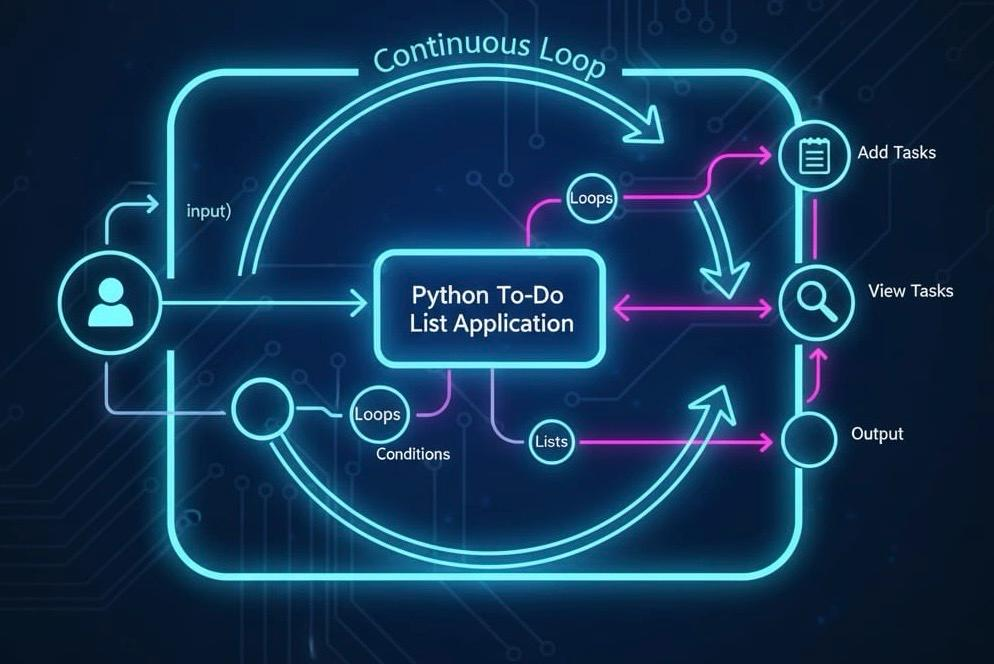 Continuous Loop
Add Tasks
Loops
input)
View Tasks
Python To-Do
List Application
Loops
Lists
Output
Conditions